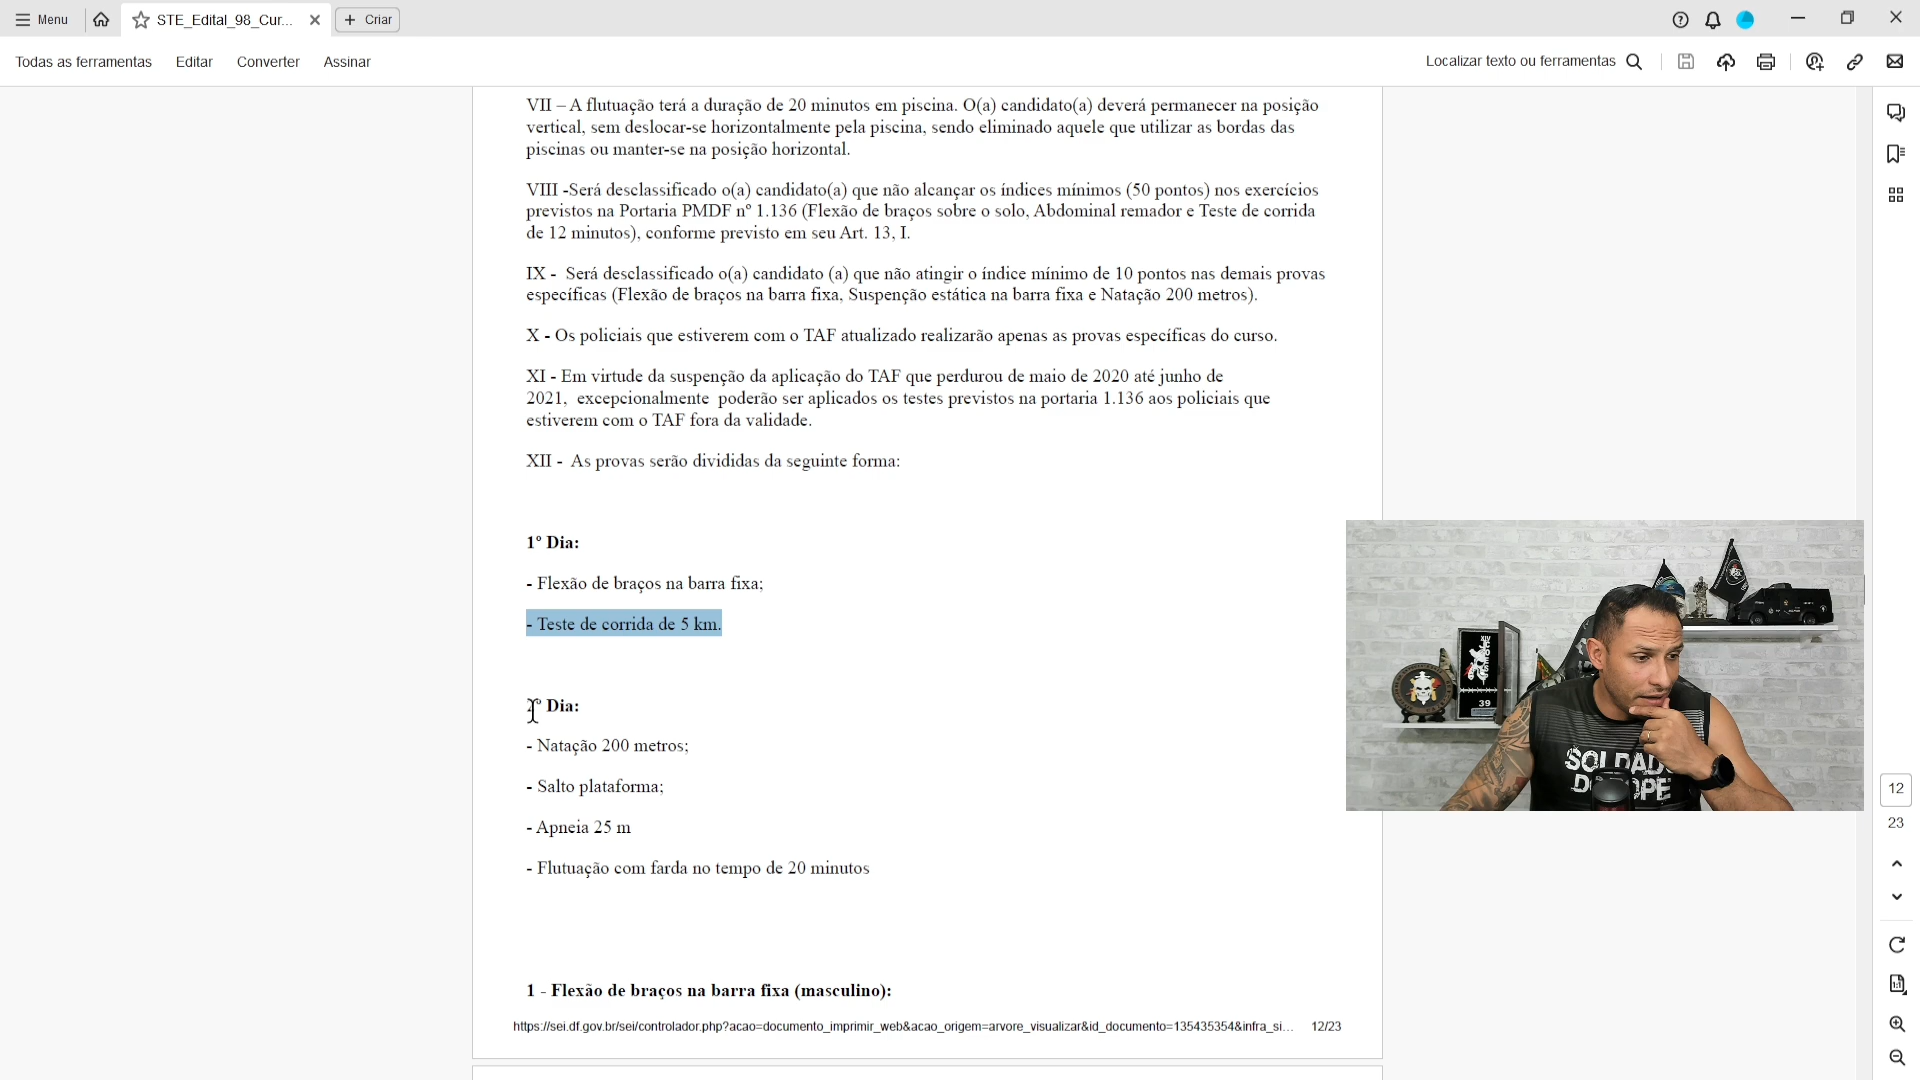 Menu
STE_Edital_98_Cur...
Criar
Todas as ferramentas
Editar
Converter
Assinar
Localizar texto ou ferramentas
VII – A flutuação terá a duração de 20 minutos em piscina. O(a) candidato(a) deverá permanecer na posição
vertical, sem deslocar-se horizontalmente pela piscina, sendo eliminado aquele que utilizar as bordas das
piscinas ou manter-se na posição horizontal.
VIII -Será desclassificado o(a) candidato(a) que não alcançar os índices mínimos (50 pontos) nos exercícios
previstos na Portaria PMDF nº 1.136 (Flexão de braços sobre o solo, Abdominal remador e Teste de corrida
de 12 minutos), conforme previsto em seu Art. 13, I.
IX - Será desclassificado o(a) candidato (a) que não atingir o índice mínimo de 10 pontos nas demais provas
específicas (Flexão de braços na barra fixa, Suspenção estática na barra fixa e Natação 200 metros).
X - Os policiais que estiverem com o TAF atualizado realizarão apenas as provas específicas do curso.
XI - Em virtude da suspenção da aplicação do TAF que perdurou de maio de 2020 até junho de
2021, excepcionalmente poderão ser aplicados os testes previstos na portaria 1.136 aos policiais que
estiverem com o TAF fora da validade.
XII - As provas serão divididas da seguinte forma:
1º Dia:
- Flexão de braços na barra fixa;
- Teste de corrida de 5 km.
Dia:
- Natação 200 metros;
- Salto plataforma;
- Apneia 25 m
- Flutuação com farda no tempo de 20 minutos
1 - Flexão de braços na barra fixa (masculino):
https://sei.df.gov.br/sei/controlador.php?acao=documento_imprimir_web&acao_origem=arvore_visualizar&id_documento=135435354&infra_si... 12/23
XIV
39
SOLDADO
12
23